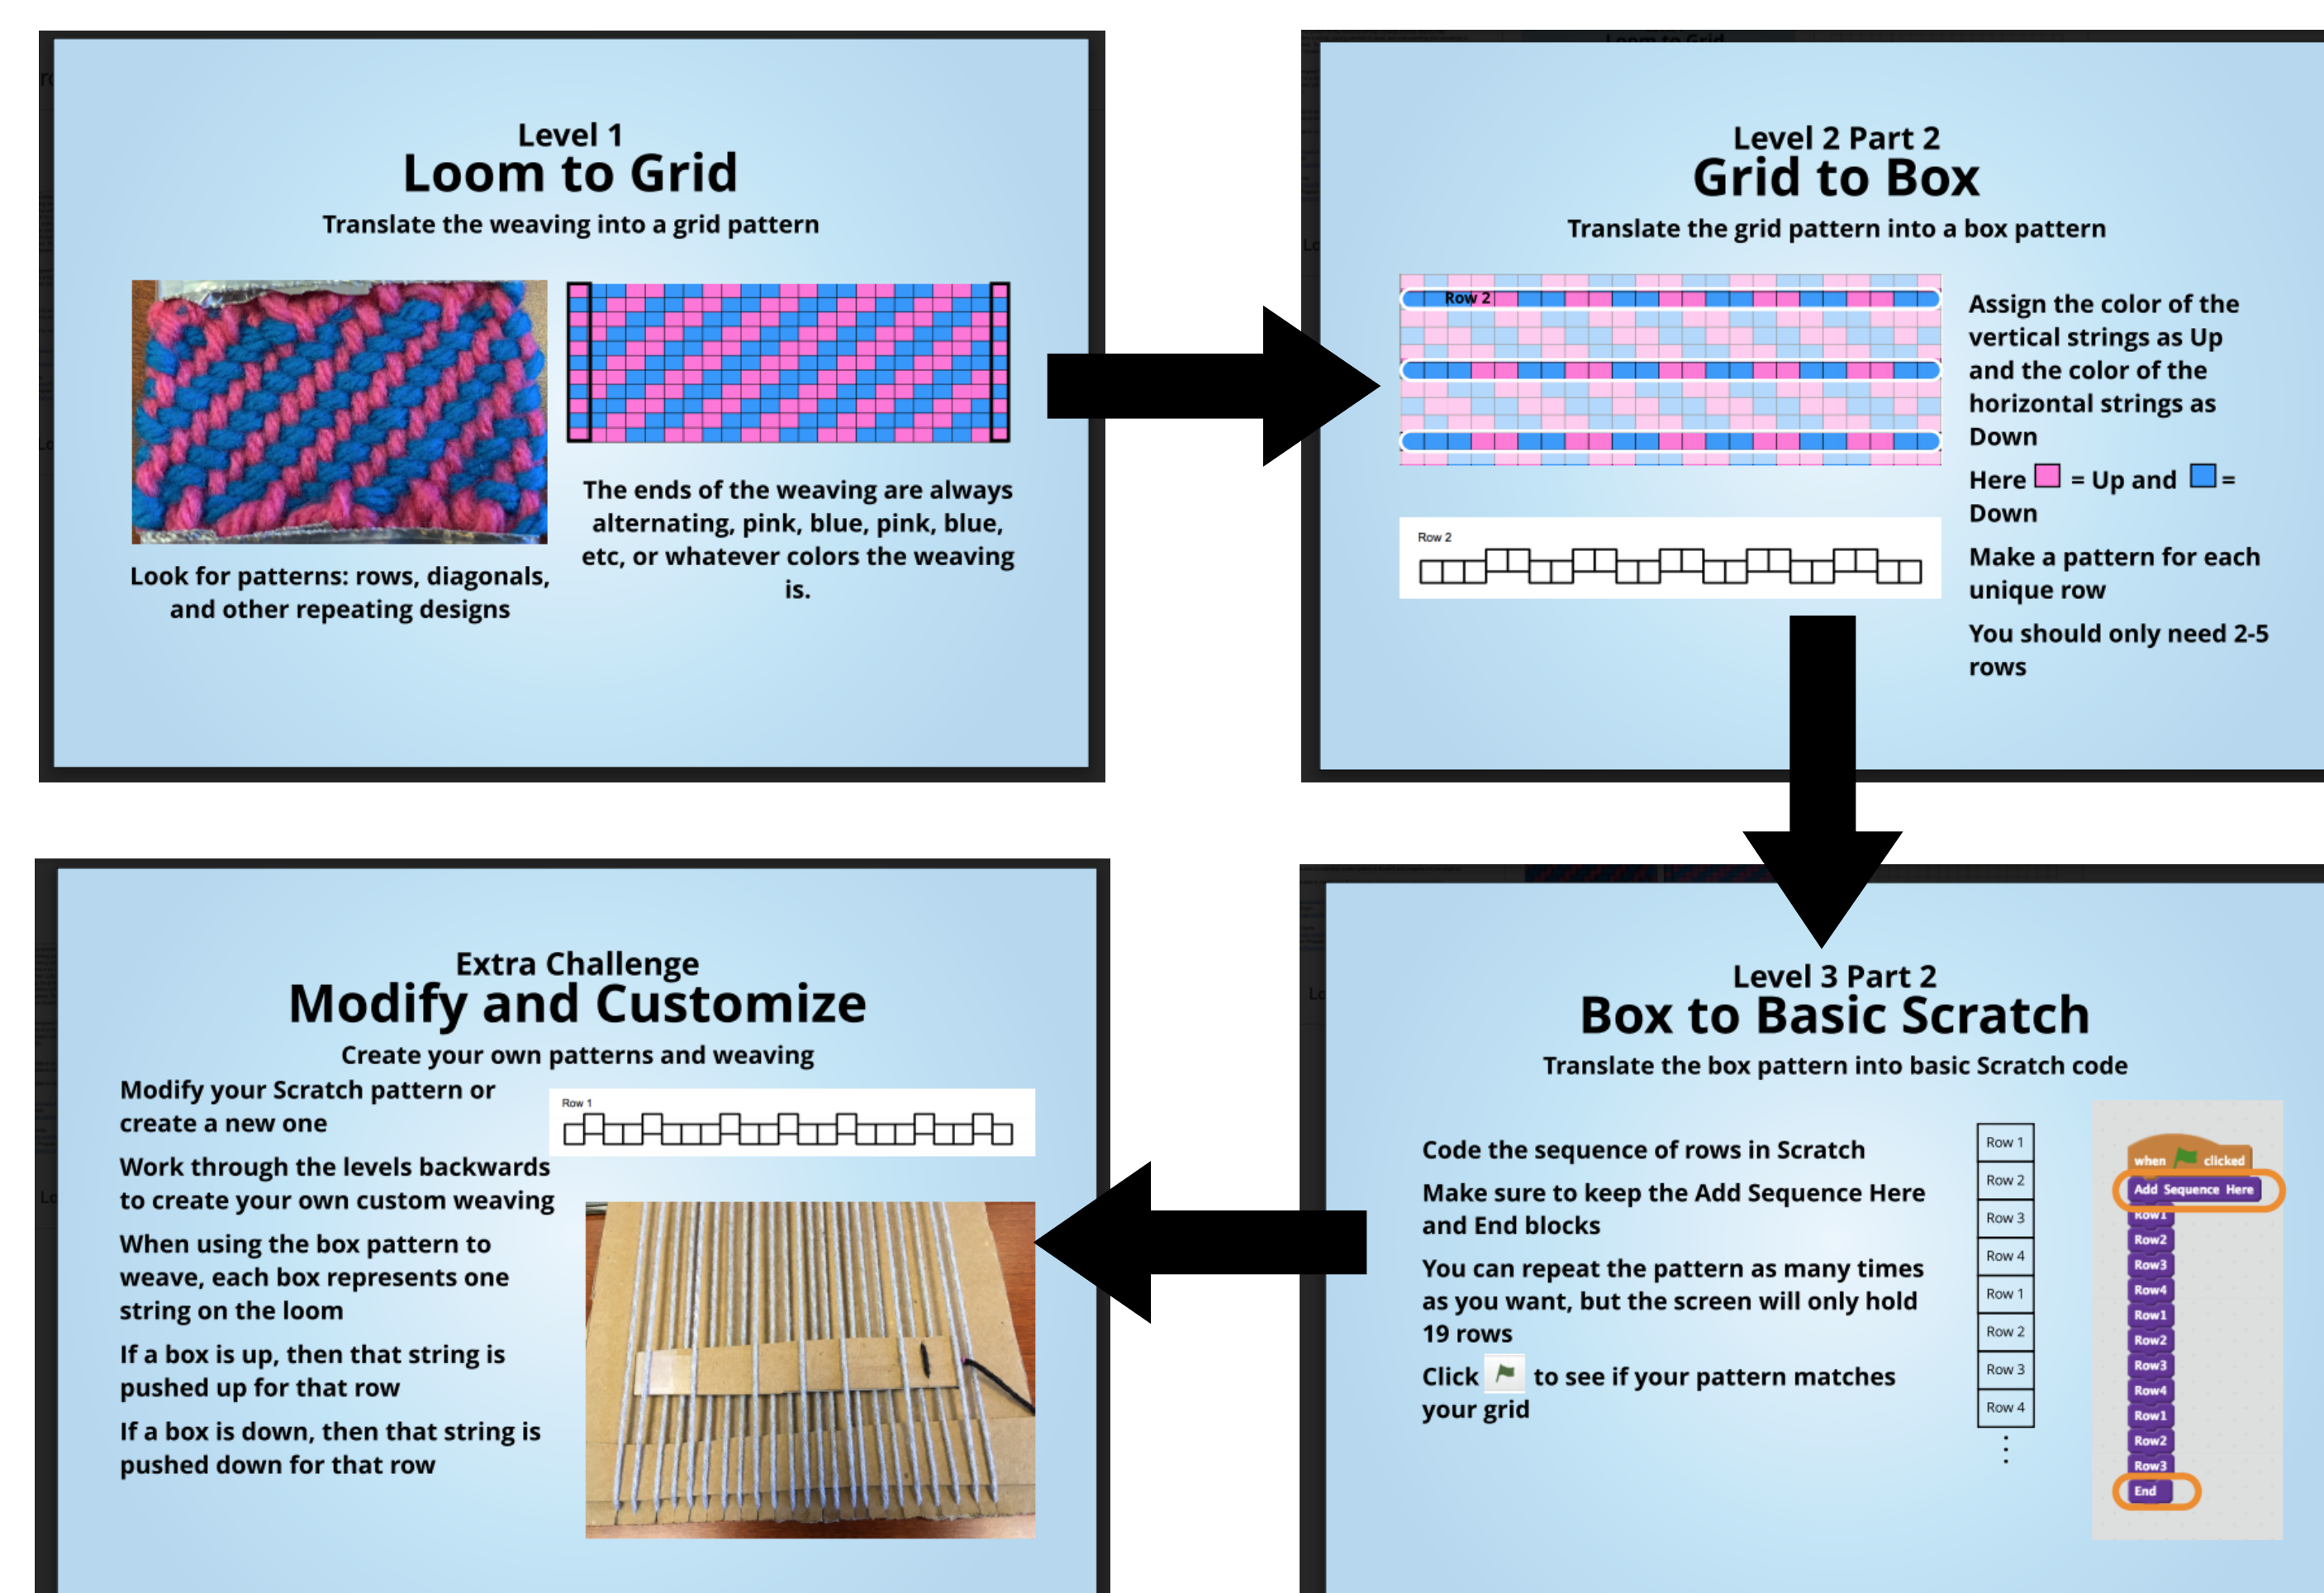 Level 1
Loom to Grid
Translate the weaving into a grid pattern
Look for patterns: rows, diagonals,
and other repeating designs
The ends of the weaving are always
alternating, pink, blue, pink, blue,
etc, or whatever colors the weaving
is.
Level 2 Part 2
Grid to Box
Translate the grid pattern into a box pattern
Row 2
Row 2
Assign the color of the
vertical strings as Up
and the color of the
horizontal strings as
Down
Here = Up and =
Down
Make a pattern for each
unique row
You should only need 2-5
rows
Level 3 Part 2
Box to Basic Scratch
Translate the box pattern into basic Scratch code
Code the sequence of rows in Scratch
Make sure to keep the Add Sequence Here
and End blocks
You can repeat the pattern as many times
as you want, but the screen will only hold
19 rows
Click to see if your pattern matches
your grid
Row 1
Row 2
Row 3
Row 4
Row 1
Row 2
Row 3
Row 4
when clicked
Add Sequence Here
Row1
Row2
Row3
Row4
Row1
Row2
Row3
Row4
Row1
Row2
Row3
End
Extra Challenge
Modify and Customize
Create your own patterns and weaving
Modify your Scratch pattern or
create a new one
Work through the levels backwards
to create your own custom weaving
When using the box pattern to
weave, each box represents one
string on the loom
If a box is up, then that string is
pushed up for that row
If a box is down, then that string is
pushed down for that row
Row 1